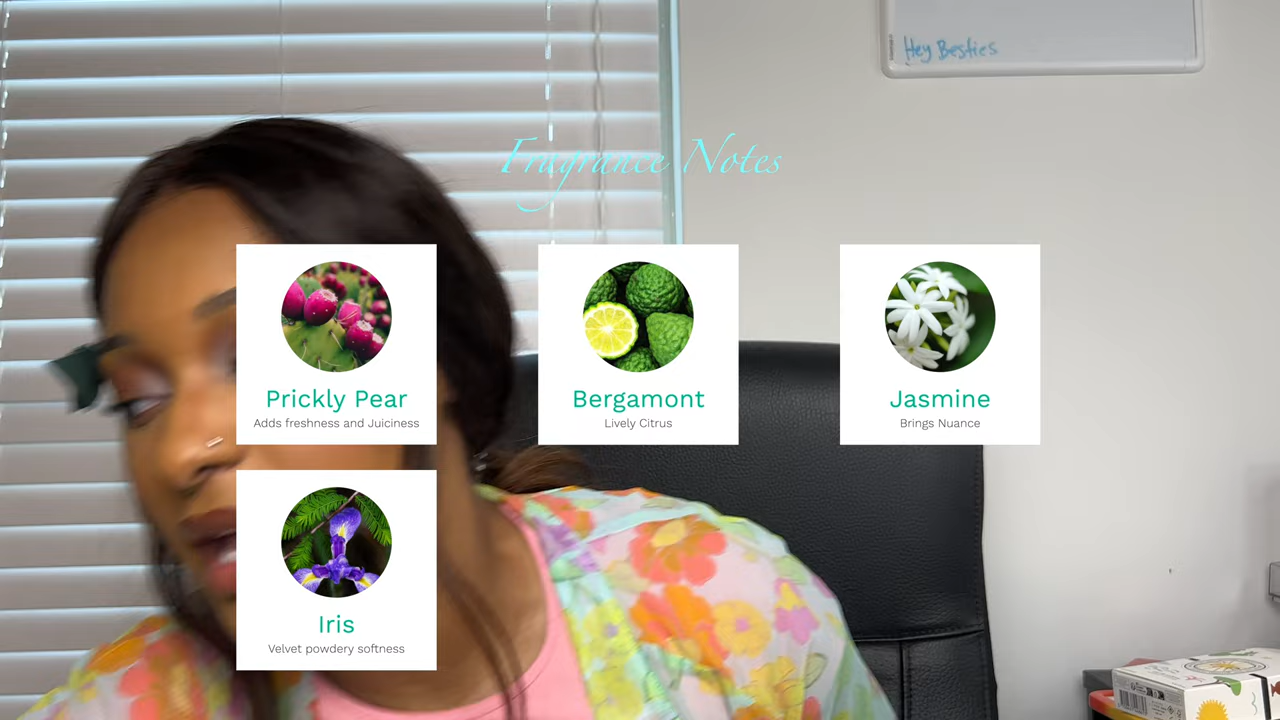 Hey Besties
Fragrance Notes
Prickly Pear
Adds freshness and Juiciness
Bergamont
Lively Citrus
Jasmine
Brings Nuance
Iris
Velvet powdery softness